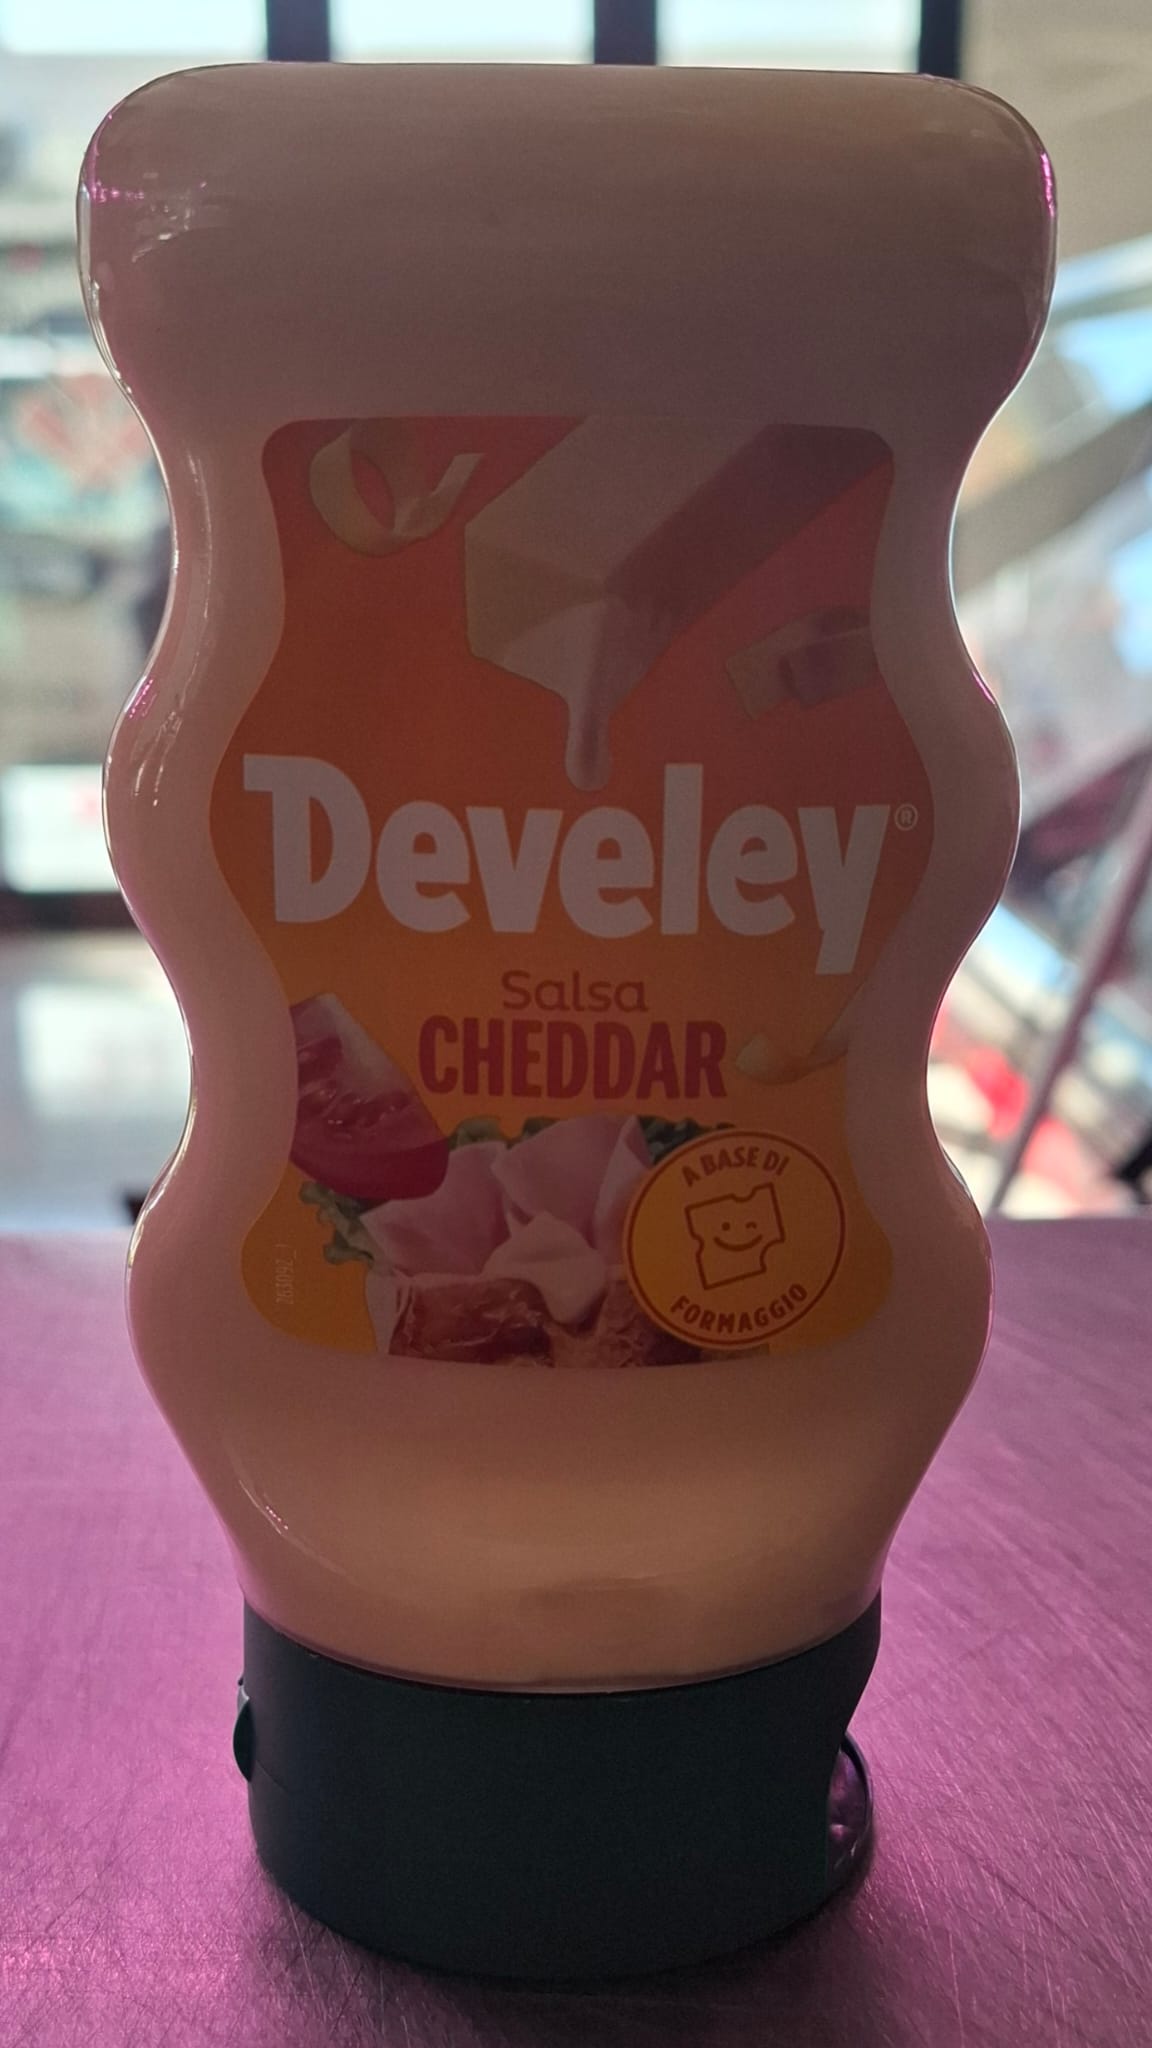 Develey®
Salsa
CHEDDAR
A BASE DI
FORMAGGIO